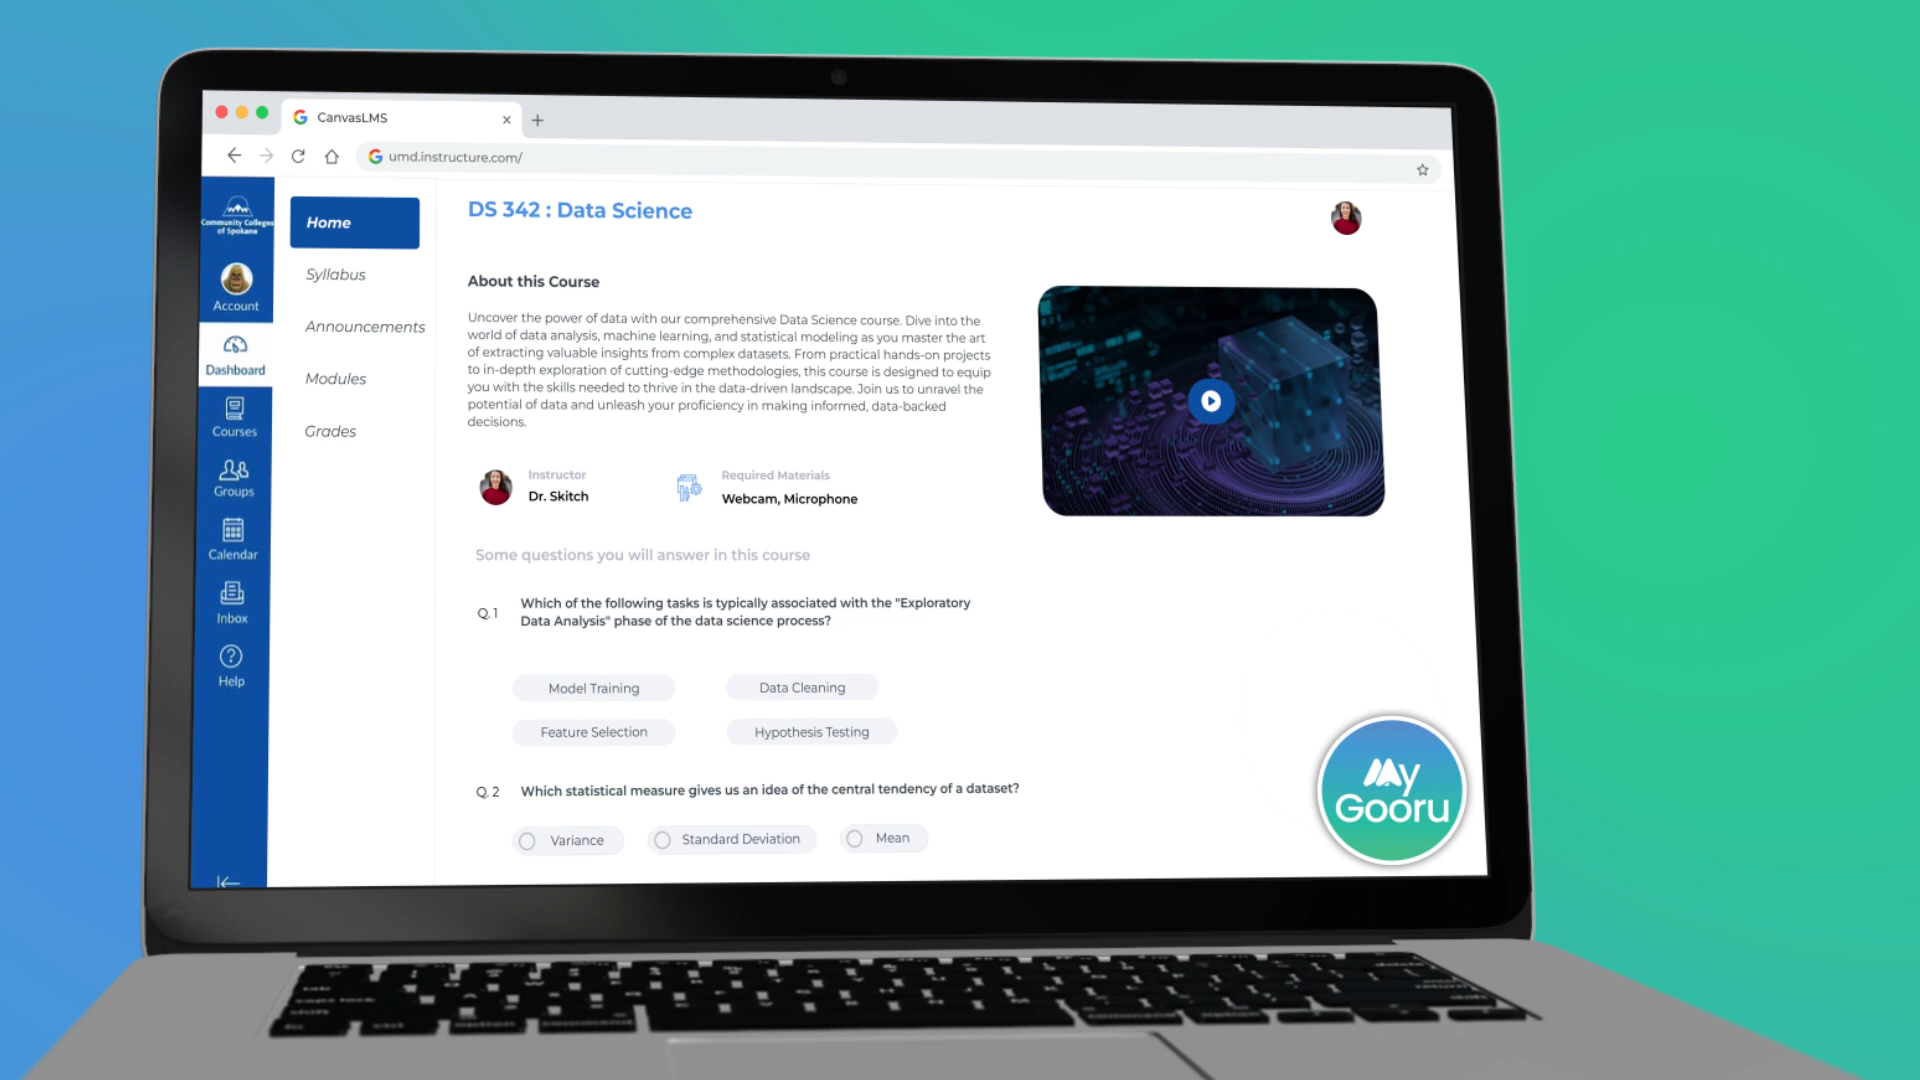 CanvasLMS
umd.instructure.com/
Community Colleges
of Spokane
Account
Dashboard
Courses
Groups
Calendar
Inbox
Help
Home
Syllabus
Announcements
Modules
Grades
DS 342 : Data Science
About this Course
Uncover the power of data with our comprehensive Data Science course. Dive into the
world of data analysis, machine learning, and statistical modeling as you master the art
of extracting valuable insights from complex datasets. From practical hands-on projects
to in-depth exploration of cutting-edge methodologies, this course is designed to equip
you with the skills needed to thrive in the data-driven landscape. Join us to unravel the
potential of data and unleash your proficiency in making informed, data-backed
decisions.
Instructor
Dr. Skitch
Required Materials
Webcam, Microphone
Some questions you will answer in this course
Q.1
Which of the following tasks is typically associated with the "Exploratory
Data Analysis" phase of the data science process?
Model Training
Data Cleaning
Feature Selection
Hypothesis Testing
Q.2
Which statistical measure gives us an idea of the central tendency of a dataset?
Variance
Standard Deviation
Mean
My
Gooru